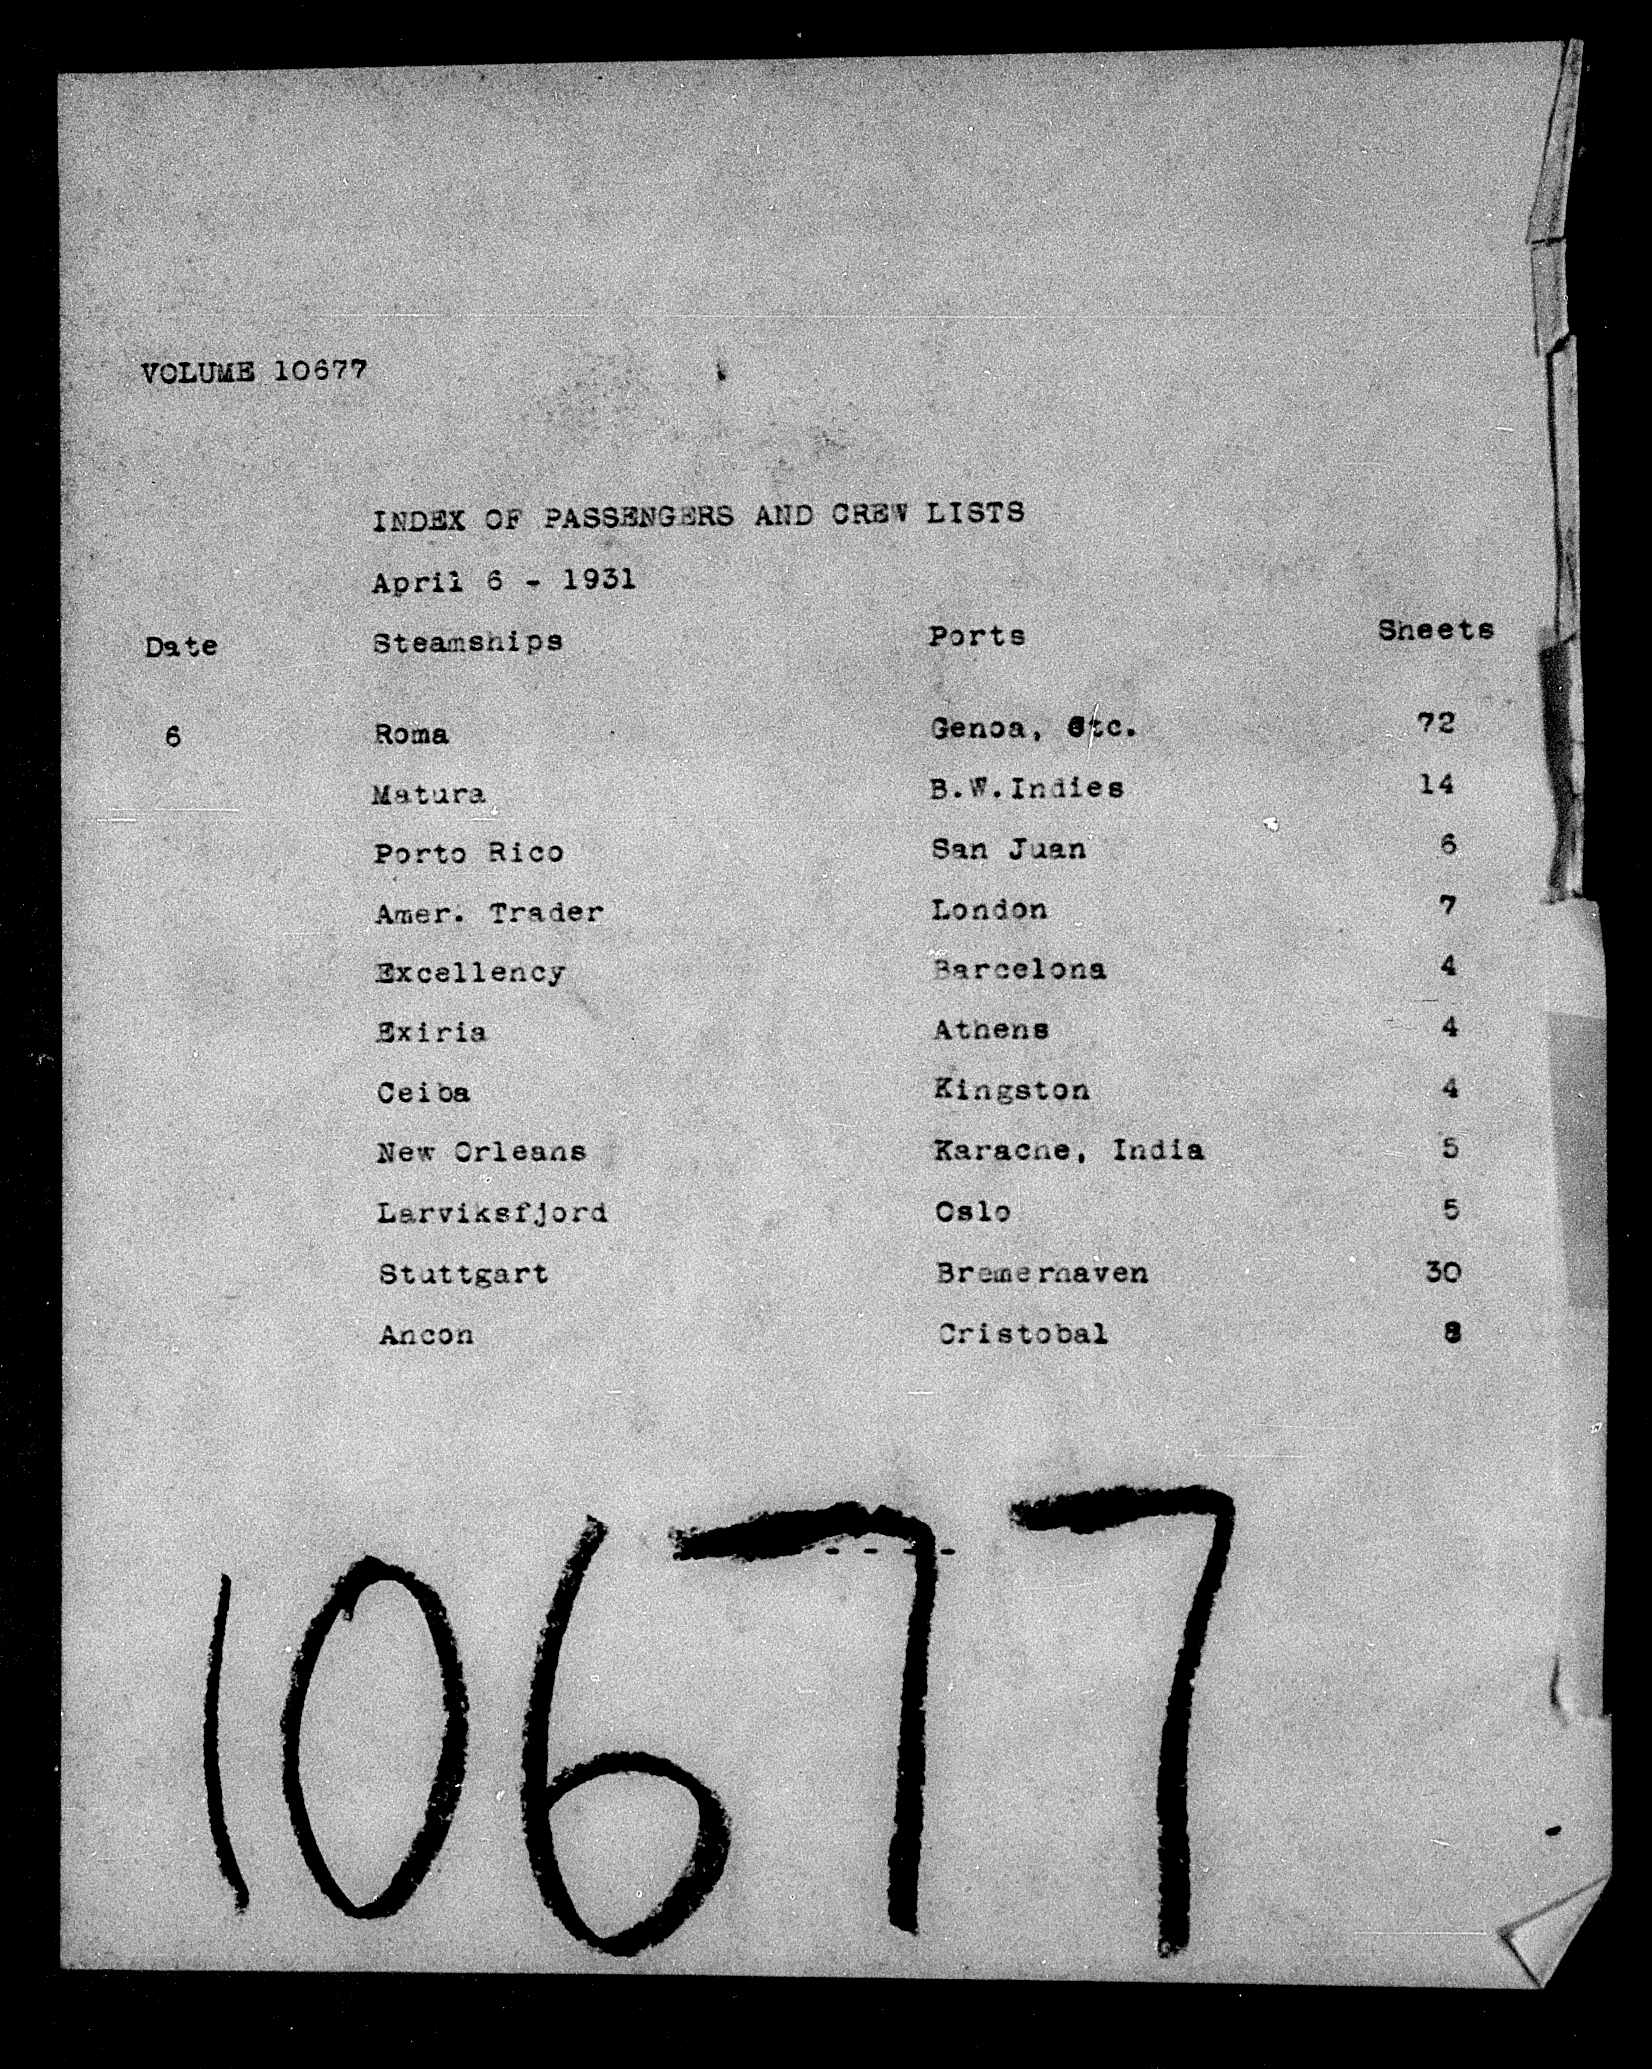 VOLUME 10677
INDEX OF PASSENGERS AND CREW LISTS
April 6 - 1931
Date Steamships Ports Sheets
6 Roma Genoa, etc. 72
Matura B.W.Indies 14
Porto Rico San Juan 6
Amer. Trader London 7
Excellency Barcelona 4
Exiria Athens 4
Ceiba Kingston 4
New Orleans Karache, India 5
Larviksfjord Oslo 5
Stuttgart Bremerhaven 30
Ancon Cristobal 8
- - - -
10677